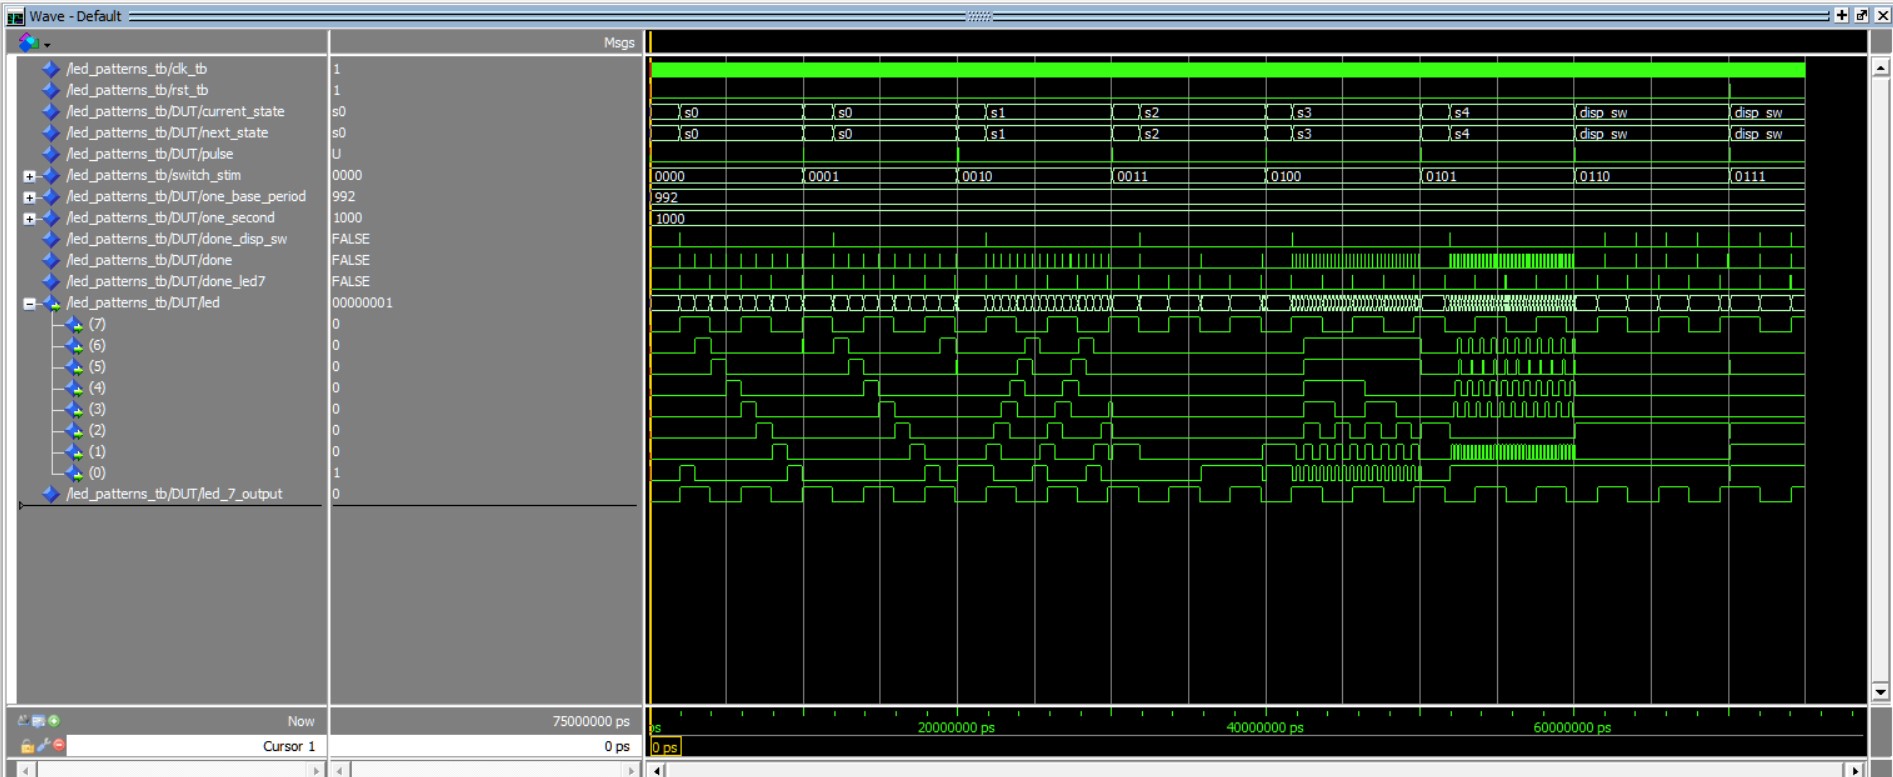 Wave - Default
Msgs
/led_patterns_tb/clk_tb 1
/led_patterns_tb/rst_tb 1
/led_patterns_tb/DUT/current_state s0 s0 s0 s1 s2 s3 s4 disp_sw disp_sw
/led_patterns_tb/DUT/next_state s0 s0 s0 s1 s2 s3 s4 disp_sw disp_sw
/led_patterns_tb/DUT/pulse U
/led_patterns_tb/switch_stim 0000 0000 0001 0010 0011 0100 0101 0110 0111
/led_patterns_tb/DUT/one_base_period 992 992
/led_patterns_tb/DUT/one_second 1000 1000
/led_patterns_tb/DUT/done_disp_sw FALSE
/led_patterns_tb/DUT/done FALSE
/led_patterns_tb/DUT/done_led7 FALSE
/led_patterns_tb/DUT/led 00000001
(7) 0
(6) 0
(5) 0
(4) 0
(3) 0
(2) 0
(1) 0
(0) 1
/led_patterns_tb/DUT/led_7_output 0
Now 75000000 ps ps 20000000 ps 40000000 ps 60000000 ps
Cursor 1 0 ps 0 ps